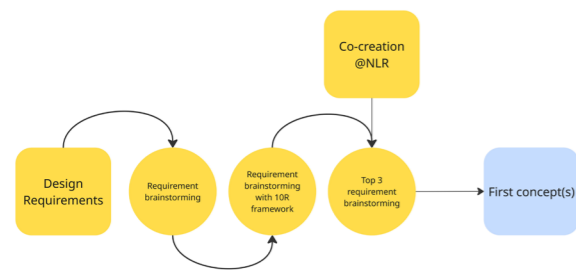 Co-creation
@NLR
Design
Requirements
Requirement
brainstorming
Requirement
brainstorming
with 10R
framework
Top 3
requirement
brainstorming
First concept(s)